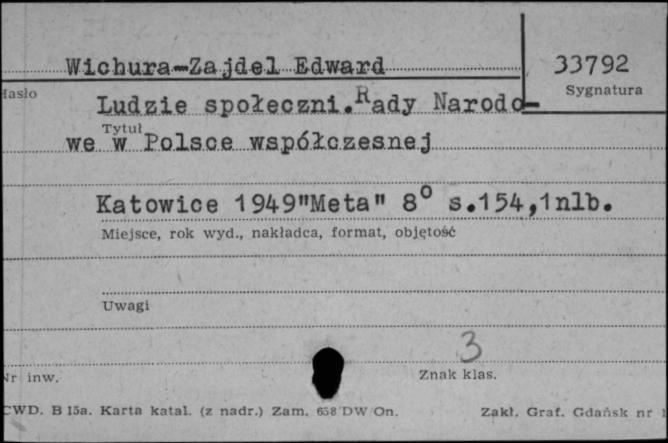 Wichura-Zajdel Edward
33792
Sygnatura
Hasło
Ludzie społeczni.Rady Narodo-
Tytuł
we w Polsce współczesnej
Katowice 1949"Meta" 8° s.154,1nlb.
Miejsce, rok wyd., nakładca, format, objętość
Uwagi
3
Nr inw.
Znak klas.
CWD. B 15a. Karta katal. (z nadr.) Zam. 658 DW On.
Zakł. Graf. Gdańsk nr 1